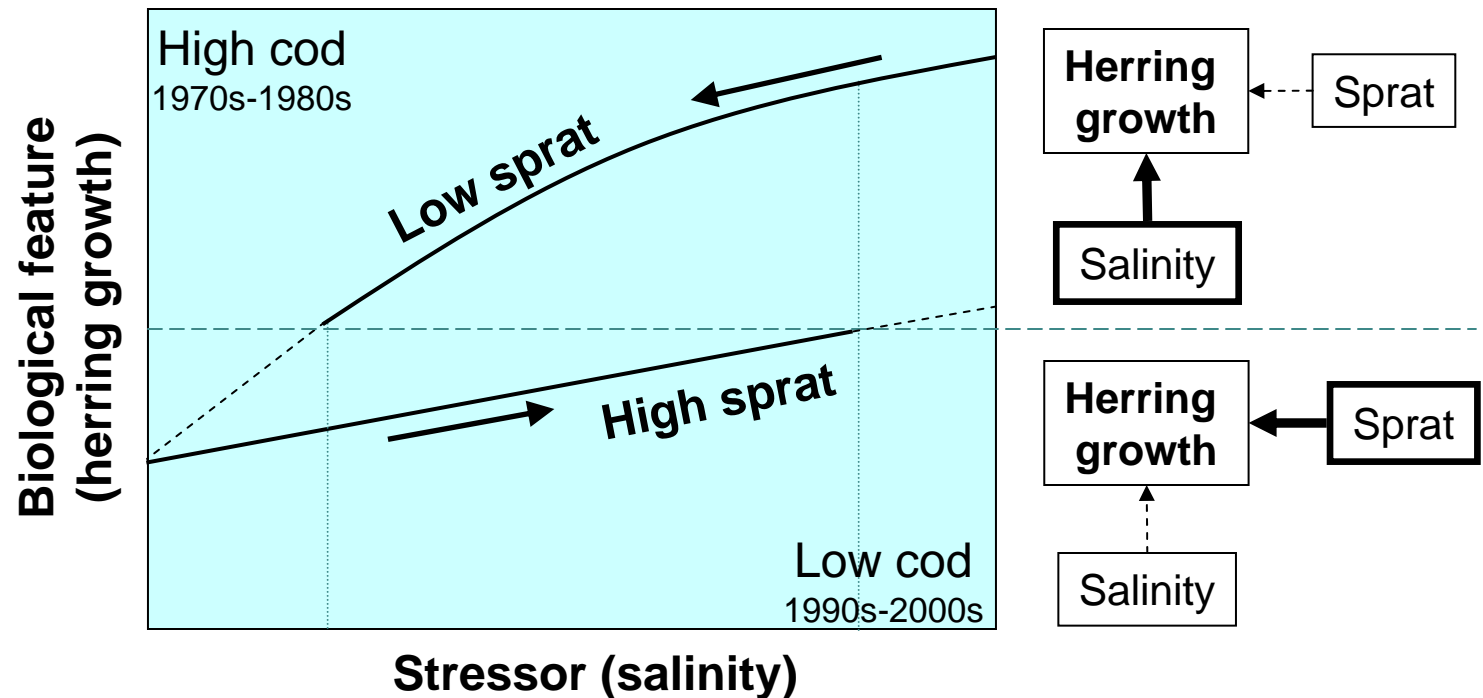 Biological feature
(herring growth)
High cod
1970s-1980s
Low sprat
High sprat
Low cod
1990s-2000s
Stressor (salinity)
Herring
growth
Sprat
Salinity
Herring
growth
Sprat
Salinity